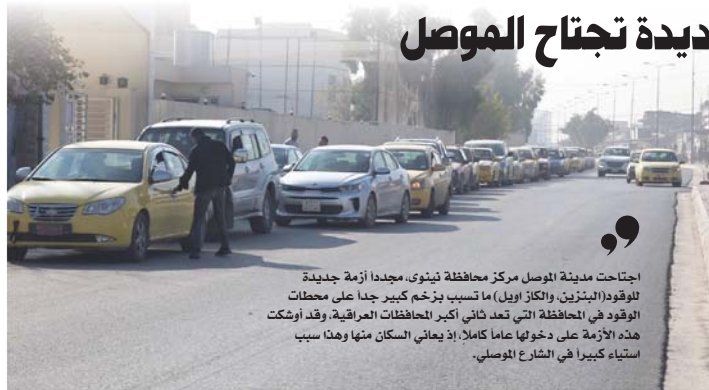 ديدة تجتاح الموصل
اجتاحت مدينة الموصل مركز محافظة نينوى، مجدداً أزمة جديدة
للوقود(البنزين، والكاز اويل) ما تسبب بزخم كبير جداً على محطات
الوقود في المحافظة التي تعد ثاني أكبر المحافظات العراقية، وقد أوشكت
هذه الأزمة على دخولها عاماً كاملا، إذ يعاني السكان منها وهذا سبب
استياء كبيراً في الشارع الموصلي.